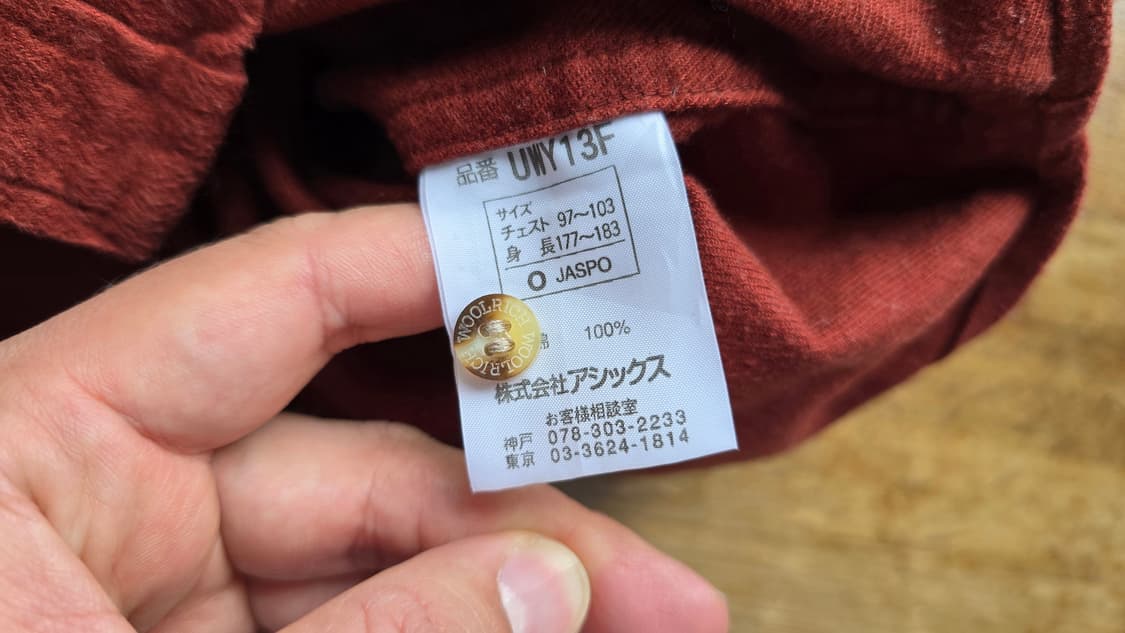 品番 UWY13F
サイズ
チェスト 97〜103
身 長177〜183
O JASPO
WOOLRICH WOOLRICH
綿 100%
株式会社アシックス
お客様相談室
神戸 078-303-2233
東京 03-3624-1814